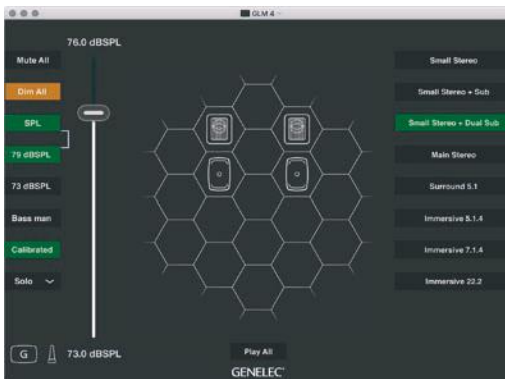 GLM 4
76.0 dBSPL
Mute All
Dim All
SPL
79 dBSPL
73 dBSPL
Bass man
Calibrated
Solo
G
73.0 dBSPL
Small Stereo
Small Stereo + Sub
Small Stereo + Dual Sub
Main Stereo
Surround 5.1
Immersive 5.1.4
Immersive 7.1.4
Immersive 22.2
Play All
GENELEC®